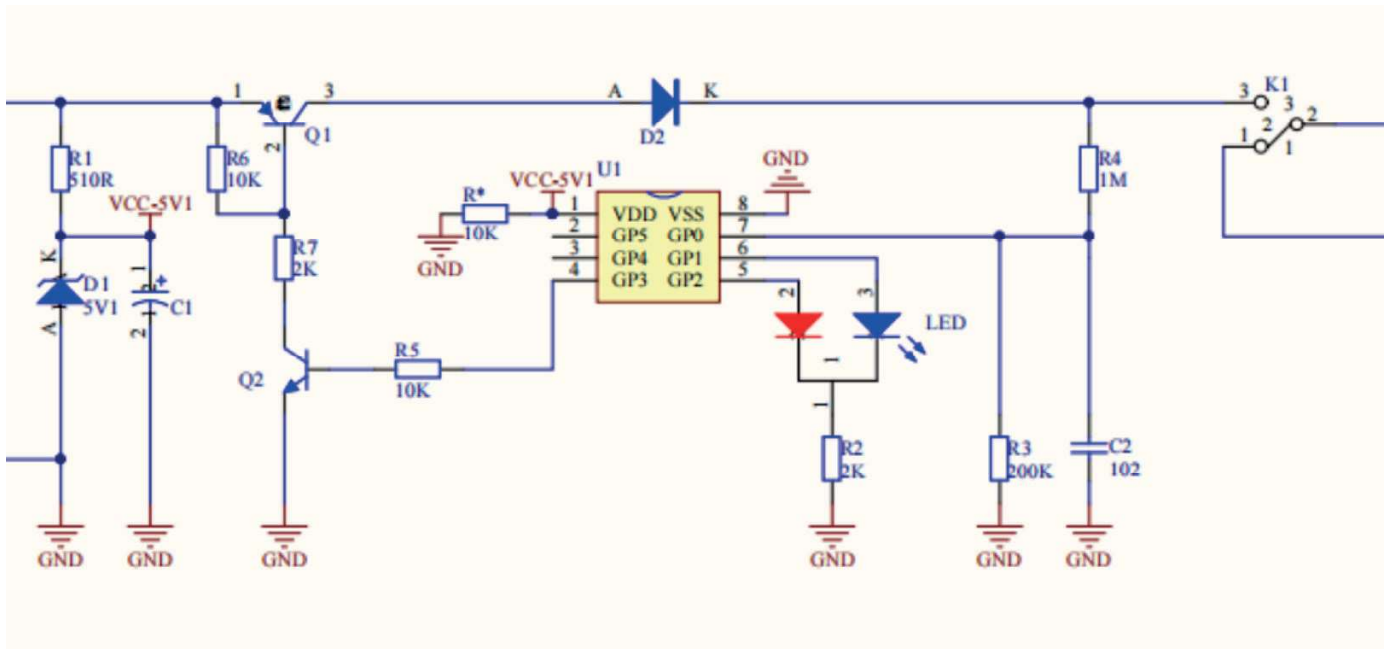 1
e
3
Q1
2
A
K
D2
K1
3
3
2
2
1
1
R1
510R
R6
10K
VCC-5V1
R7
2K
K
D1
5V1
A
1
+
2
1
C1
2
R*
10K
GND
VCC-5V1
U1
1
VDD
VSS
8
2
GP5
GP0
7
3
GP4
GP1
6
4
GP3
GP2
5
GND
R4
1M
2
3
LED
1
1
Q2
R5
10K
R2
2K
R3
200K
C2
102
GND
GND
GND
GND
GND
GND